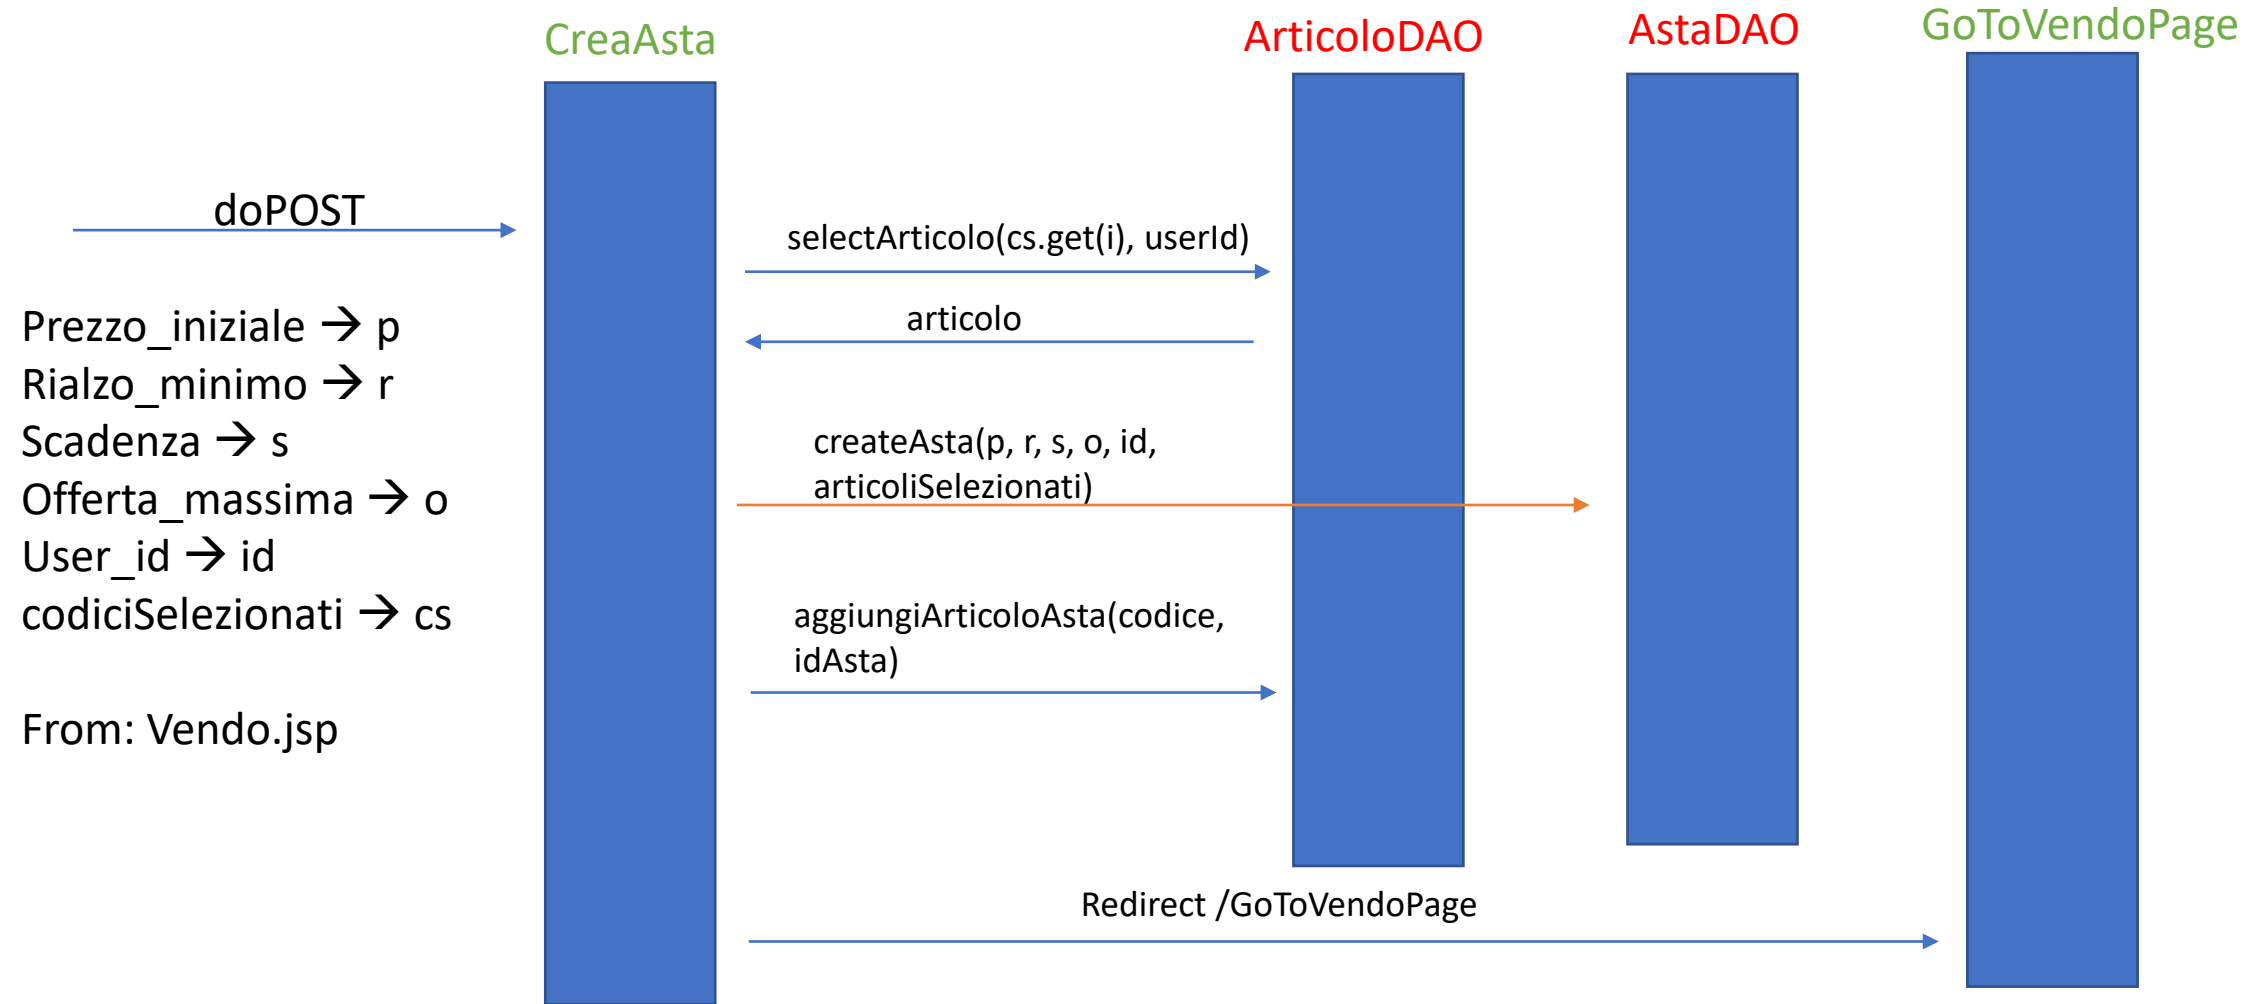 CreaAsta
ArticoloDAO
AstaDAO
GoToVendoPage
doPOST
Prezzo_iniziale → p
Rialzo_minimo → r
Scadenza → s
Offerta_massima → o
User_id → id
codiciSelezionati → cs
From: Vendo.jsp
selectArticolo(cs.get(i), userId)
articolo
createAsta(p, r, s, o, id,
articoliSelezionati)
aggiungiArticoloAsta(codice,
idAsta)
Redirect /GoToVendoPage